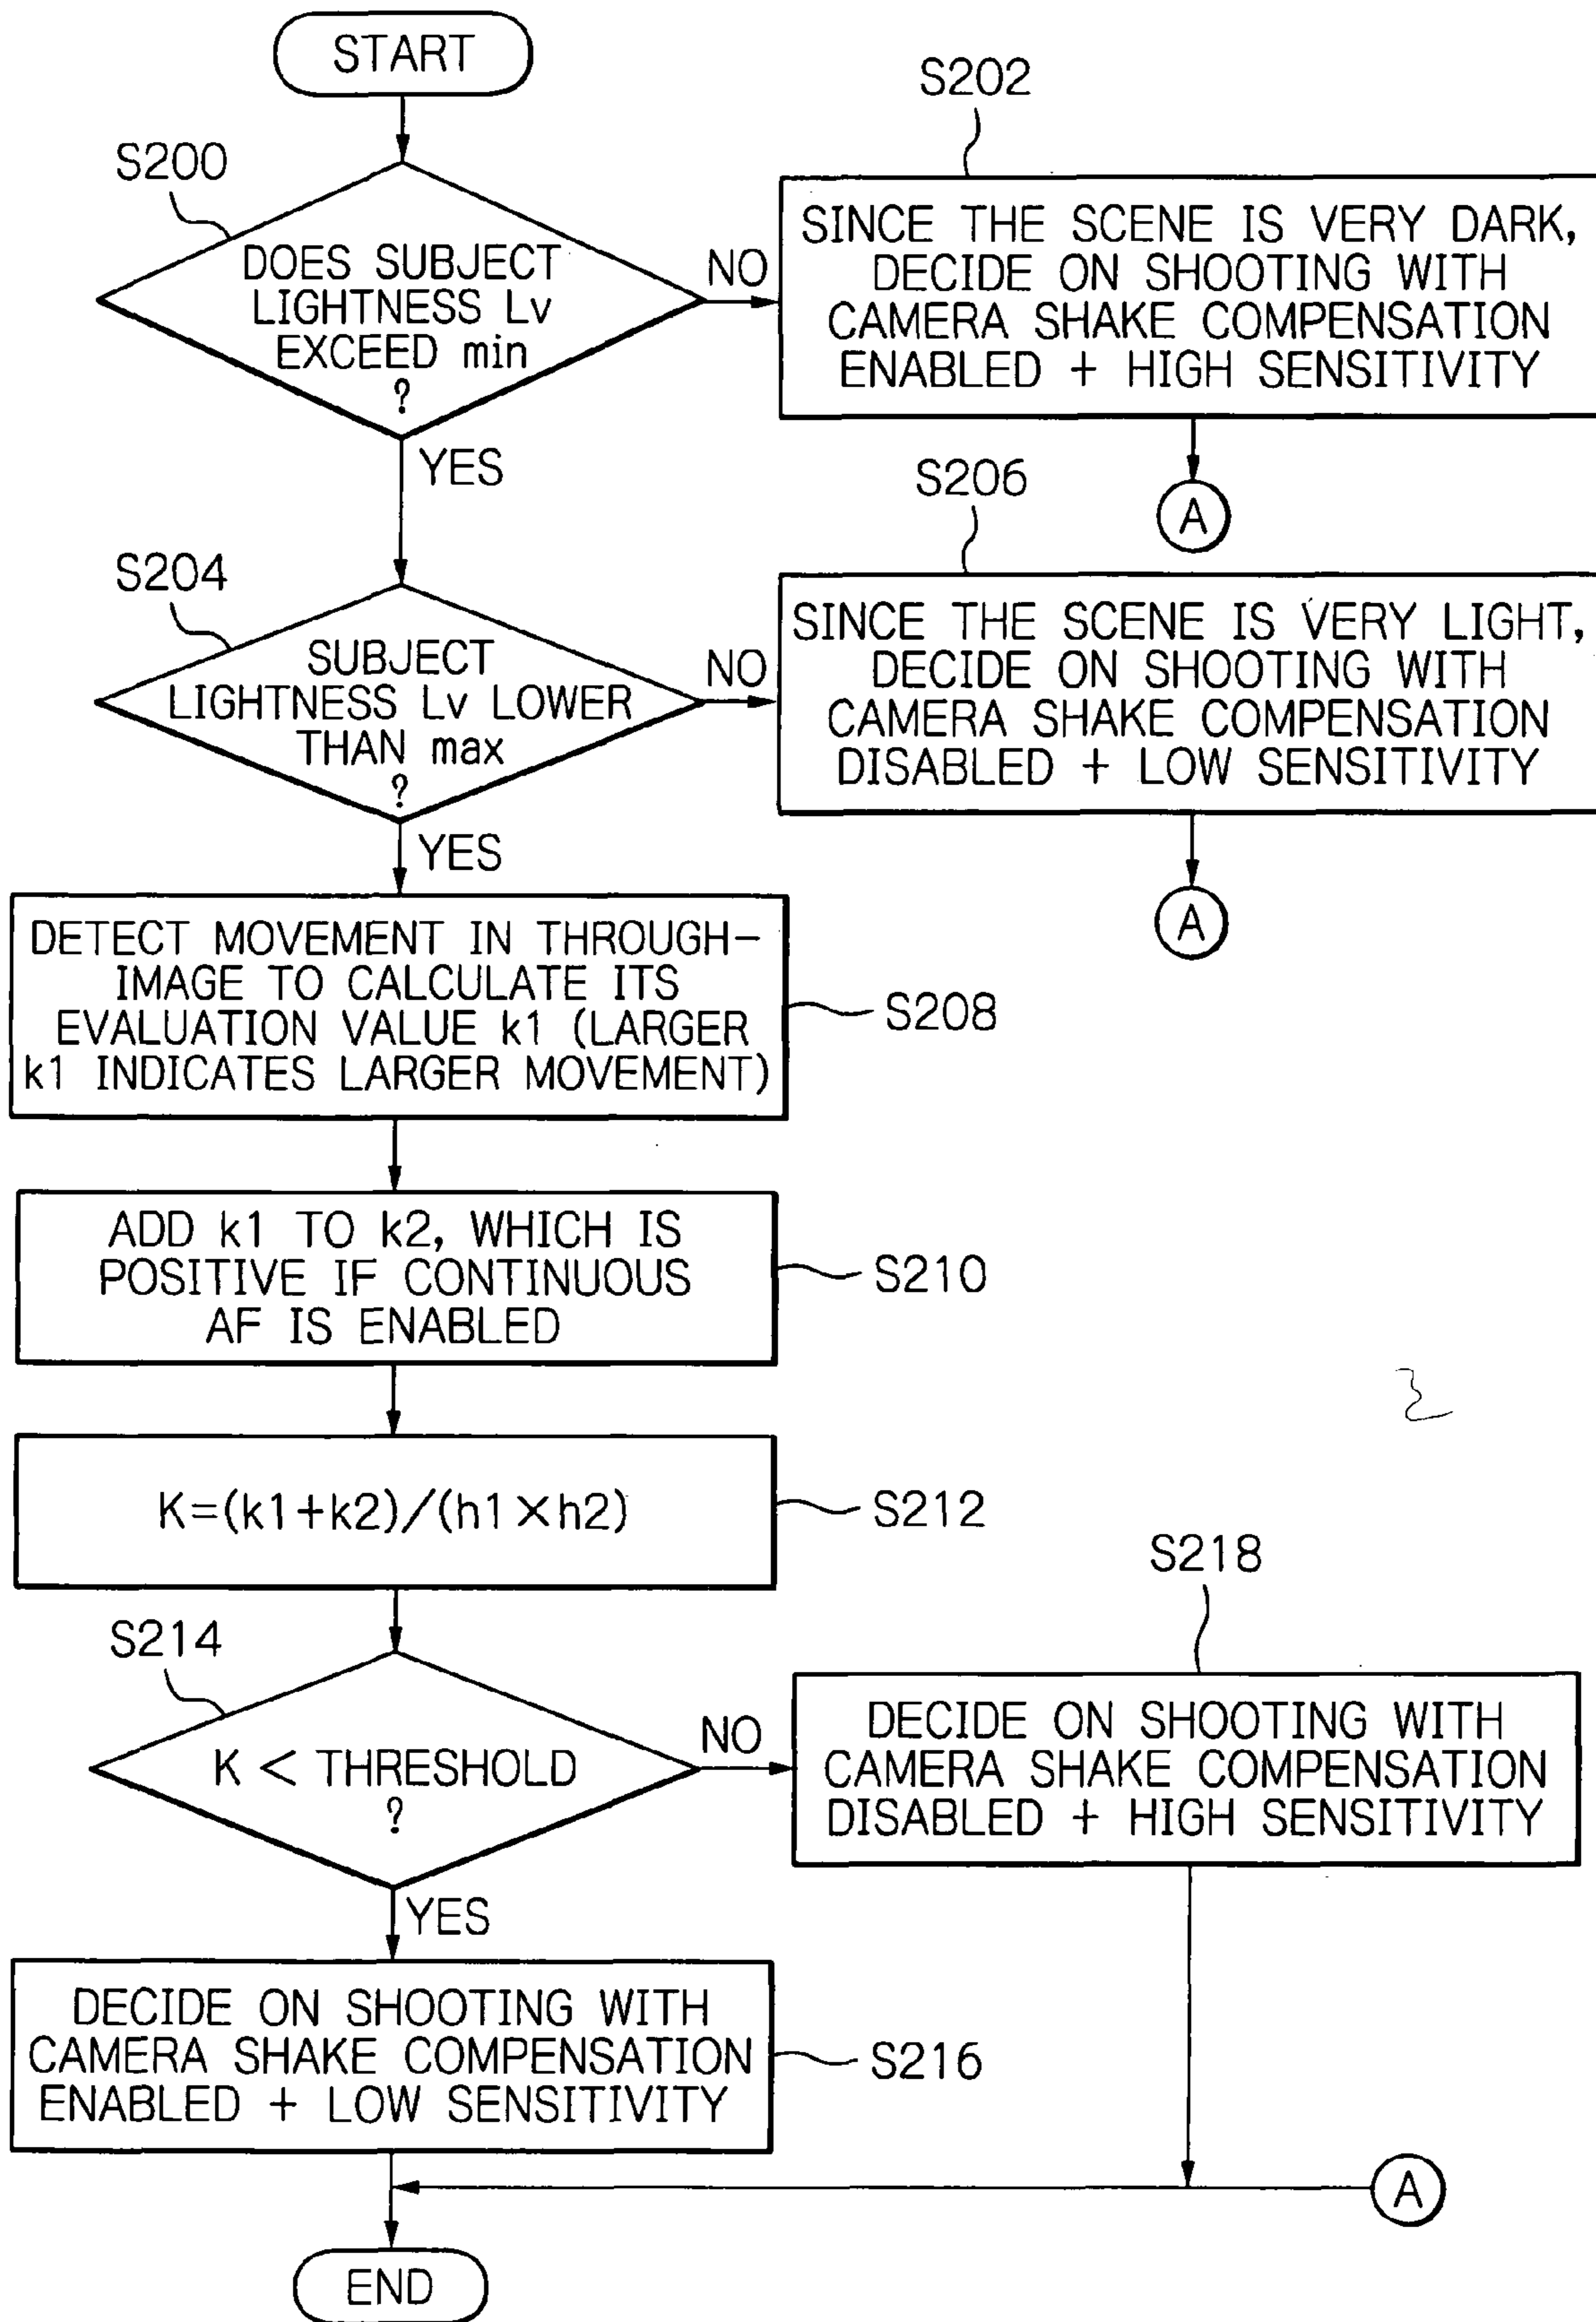 START
S200
DOES SUBJECT
LIGHTNESS Lv
EXCEED min
?
NO
YES
S202
SINCE THE SCENE IS VERY DARK,
DECIDE ON SHOOTING WITH
CAMERA SHAKE COMPENSATION
ENABLED + HIGH SENSITIVITY
A
S204
SUBJECT
LIGHTNESS Lv LOWER
THAN max
?
NO
YES
S206
SINCE THE SCENE IS VERY LIGHT,
DECIDE ON SHOOTING WITH
CAMERA SHAKE COMPENSATION
DISABLED + LOW SENSITIVITY
A
DETECT MOVEMENT IN THROUGH-
IMAGE TO CALCULATE ITS
EVALUATION VALUE k1 (LARGER
k1 INDICATES LARGER MOVEMENT)
S208
ADD k1 TO k2, WHICH IS
POSITIVE IF CONTINUOUS
AF IS ENABLED
S210
K=(k1+k2)/(h1×h2)
S212
S214
K < THRESHOLD
?
NO
YES
S218
DECIDE ON SHOOTING WITH
CAMERA SHAKE COMPENSATION
DISABLED + HIGH SENSITIVITY
DECIDE ON SHOOTING WITH
CAMERA SHAKE COMPENSATION
ENABLED + LOW SENSITIVITY
S216
A
END